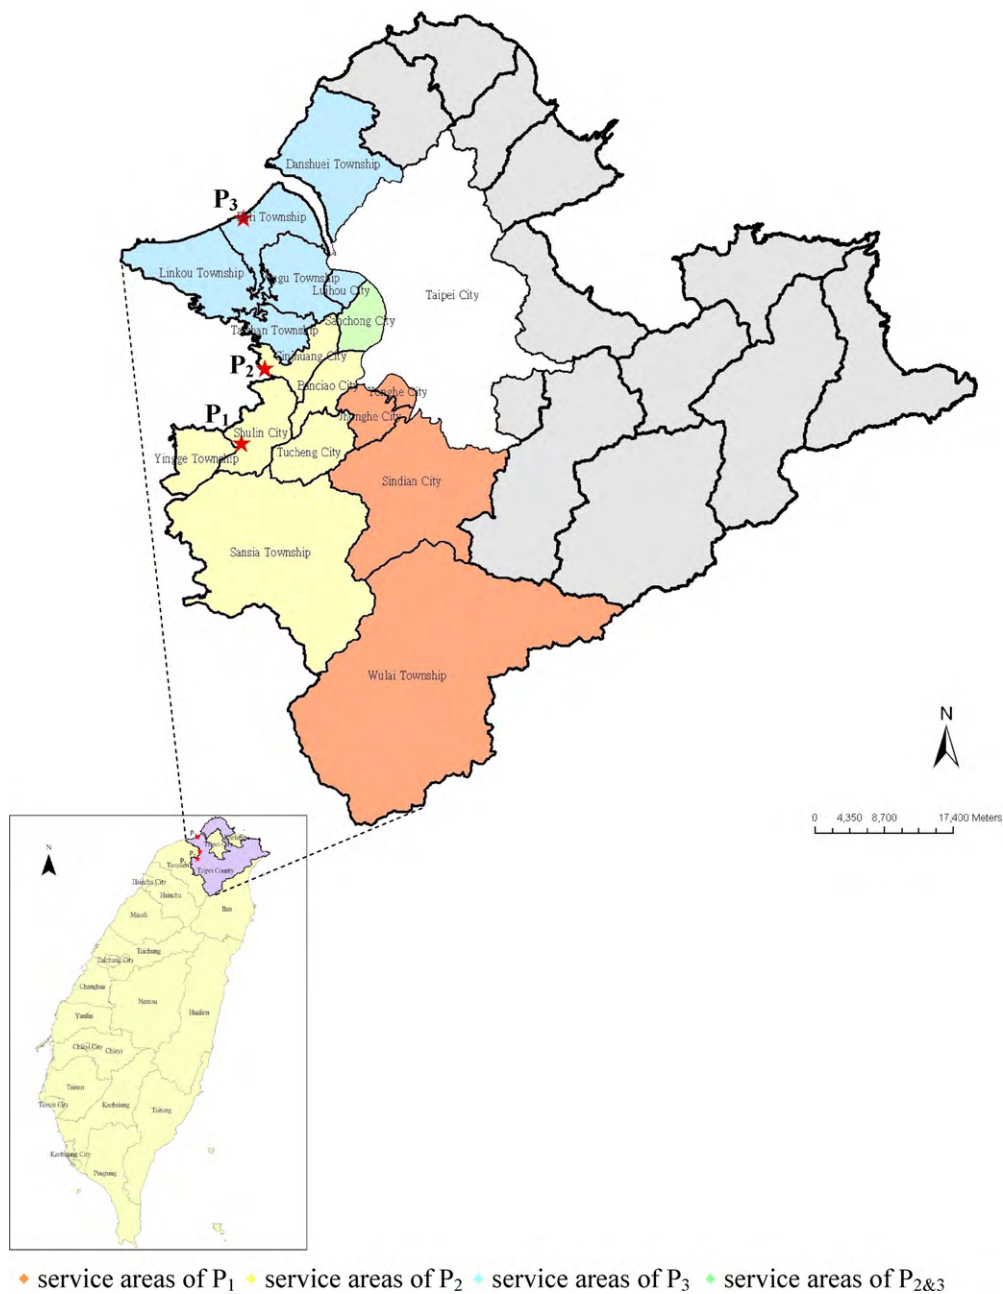 Danshuei Township
P3
Township
Linkou Township
Township
Luihou City
Taipei City
Sanchong City
Township
P2
City
Banciao City
Yonghe City
P1
City
Shulin City
Tucheng City
Yingge Township
Sindian City
Sansia Township
Wulai Township
N
0 4,350 8,700 17,400 Meters
N
Taipei County
Hsinchu City
Hsinchu
Ilan
Miaoli
Taichung
Taichung City
Changhua
Nantou
Hualien
Yunlin
Chiayi City
Chiayi
Tainan
Tainan City
Kaohsiung
Taitung
Kaohsiung City
Pingtung
service areas of P1 service areas of P2 service areas of P3 service areas of P2&3